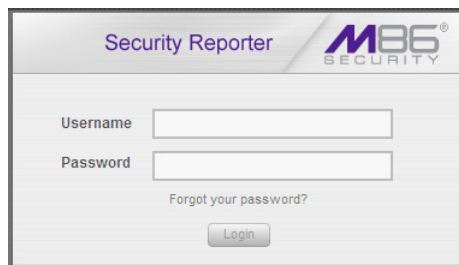 Security Reporter
M86®
SECURITY
Username
Password
Forgot your password?
Login